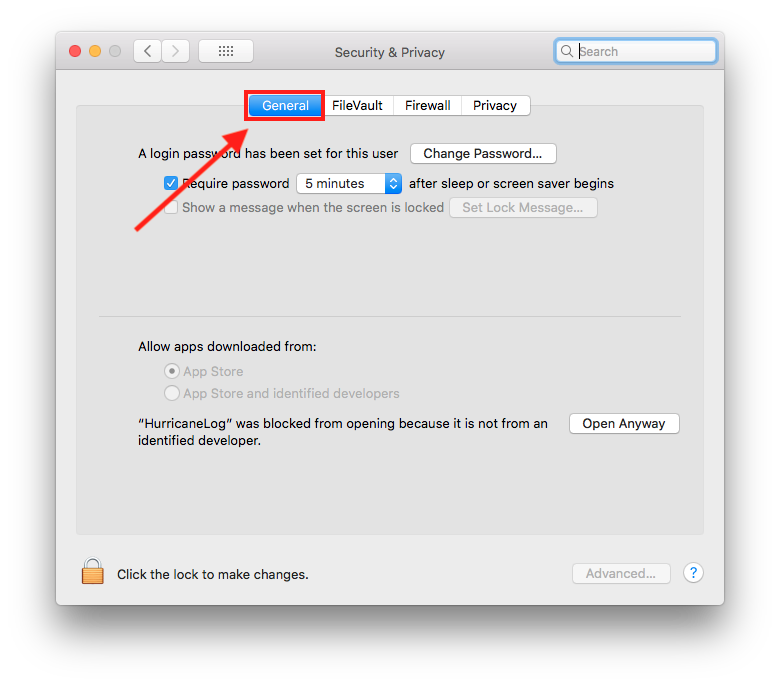 Security & Privacy
Search
General FileVault Firewall Privacy
A login password has been set for this user Change Password...
Require password 5 minutes after sleep or screen saver begins
Show a message when the screen is locked Set Lock Message...
Allow apps downloaded from:
App Store
App Store and identified developers
“HurricaneLog” was blocked from opening because it is not from an Open Anyway
identified developer.
Click the lock to make changes. Advanced... ?